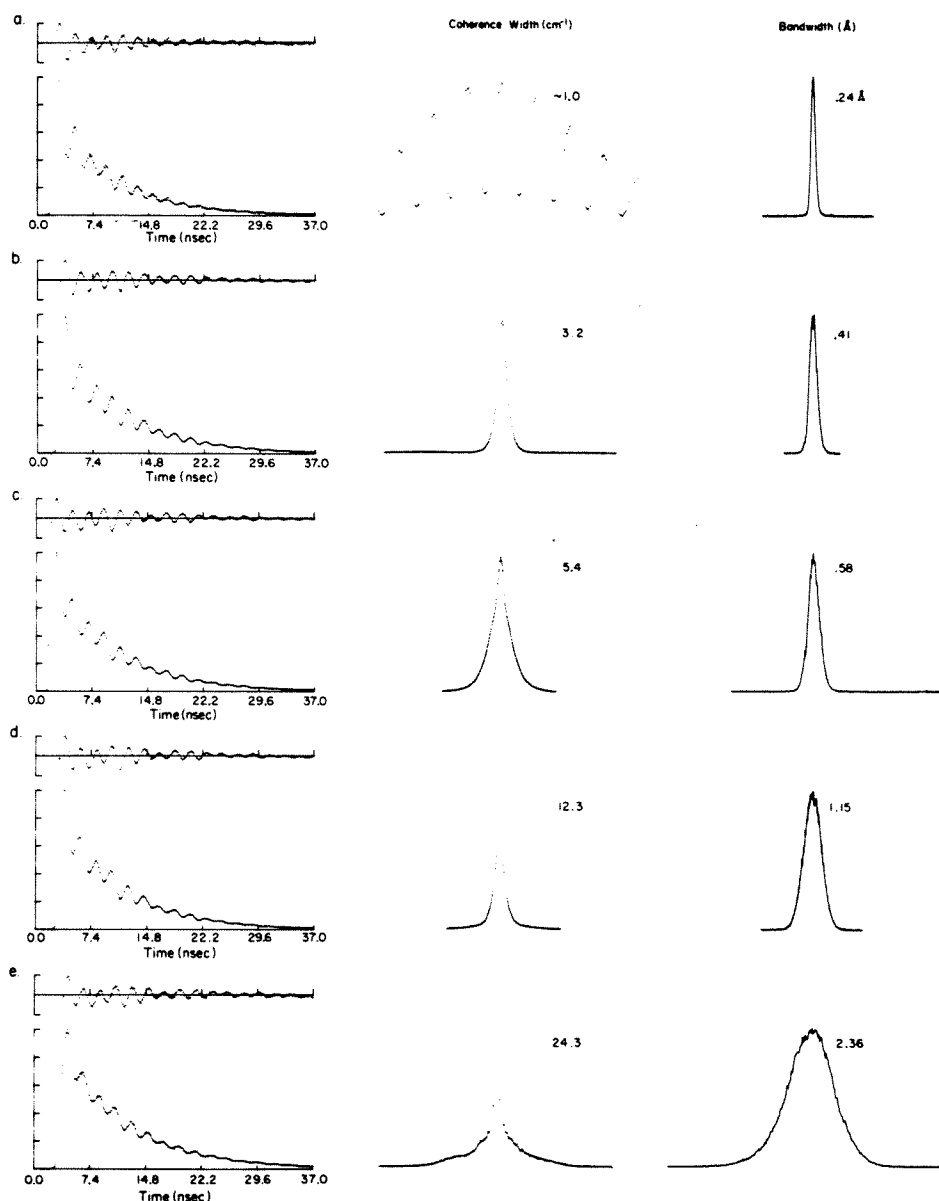 Coherence Width (cm⁻¹)
Bandwidth (Å)
a.
~1.0
.24 Å
0.0 7.4 14.8 22.2 29.6 37.0
Time (nsec)
b.
3.2
.41
0.0 7.4 14.8 22.2 29.6 37.0
Time (nsec)
c.
5.4
.58
0.0 7.4 14.8 22.2 29.6 37.0
Time (nsec)
d.
12.3
1.15
0.0 7.4 14.8 22.2 29.6 37.0
Time (nsec)
e.
24.3
2.36
0.0 7.4 14.8 22.2 29.6 37.0
Time (nsec)